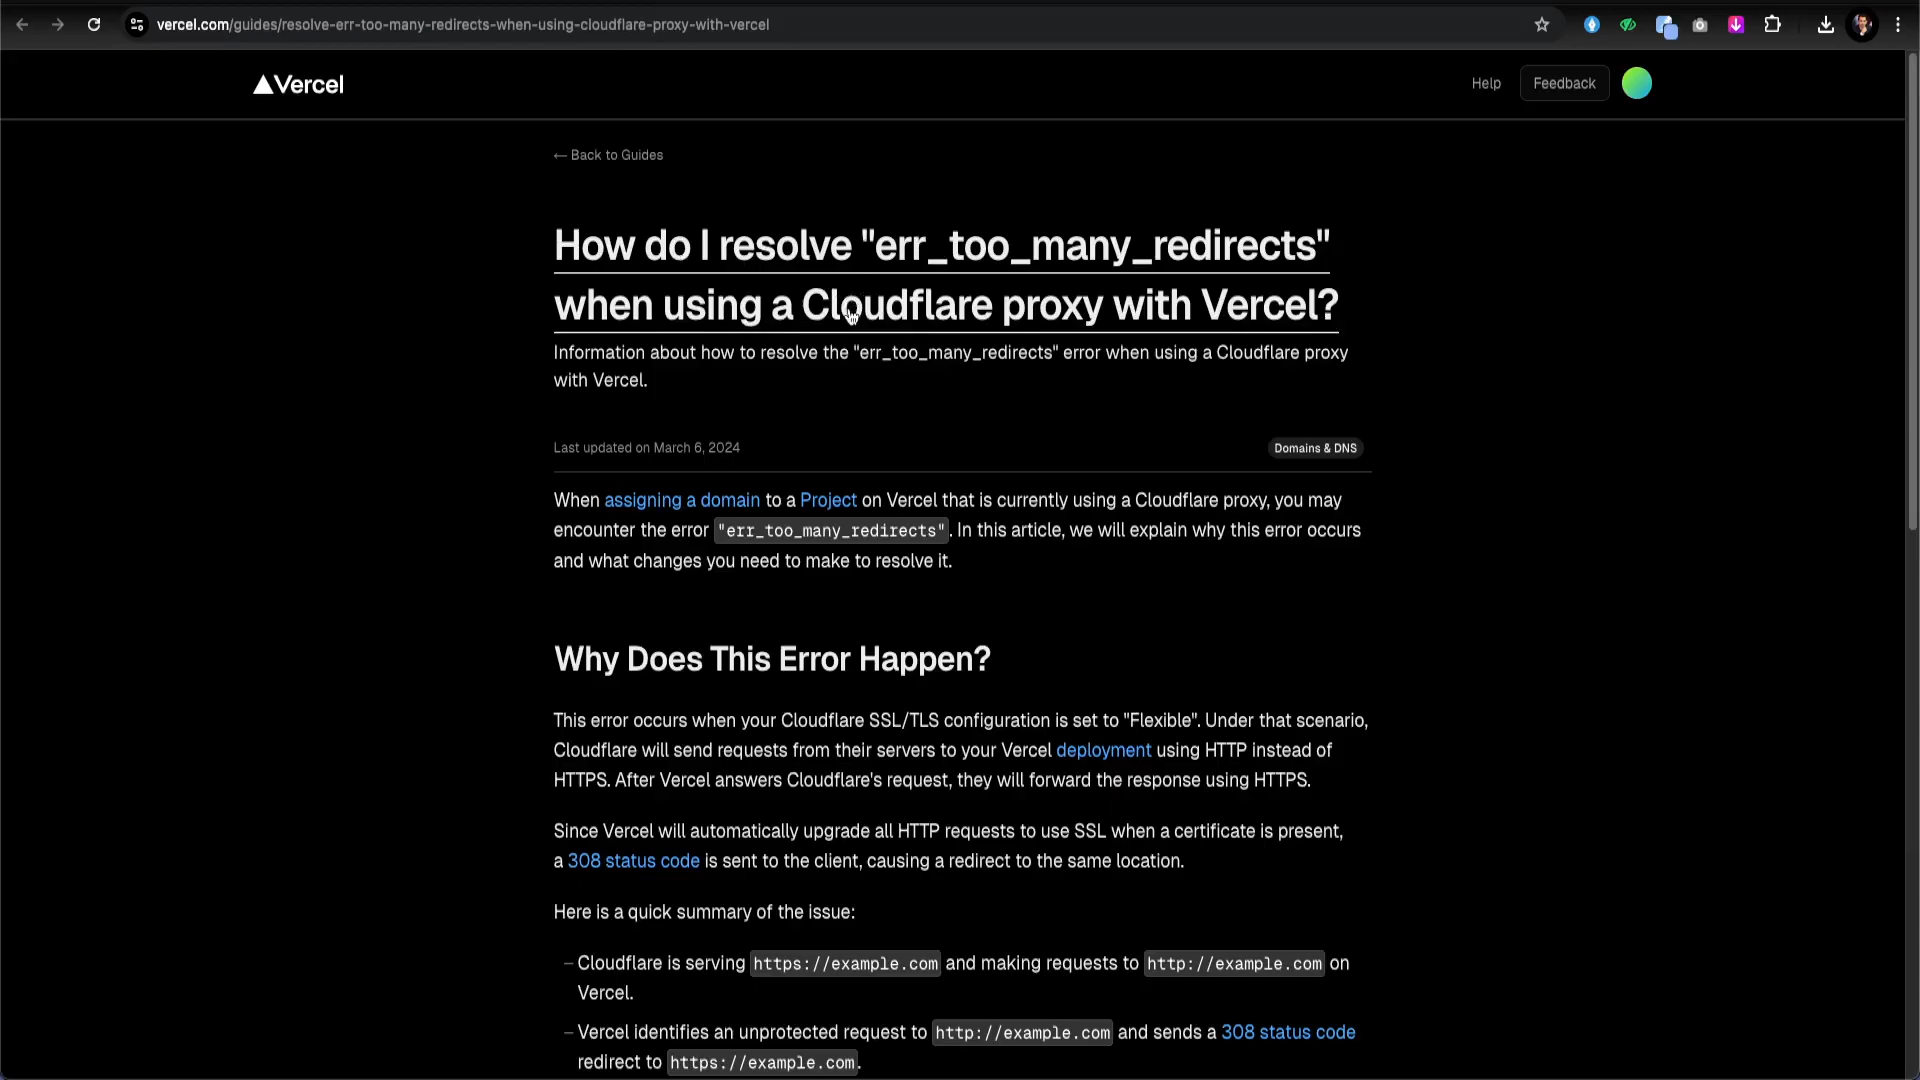 vercel.com/guides/resolve-err-too-many-redirects-when-using-cloudflare-proxy-with-vercel
Vercel
Help
Feedback
← Back to Guides
How do I resolve "err_too_many_redirects"
when using a Cloudflare proxy with Vercel?
Information about how to resolve the "err_too_many_redirects" error when using a Cloudflare proxy
with Vercel.
Last updated on March 6, 2024
Domains & DNS
When assigning a domain to a Project on Vercel that is currently using a Cloudflare proxy, you may
encounter the error "err_too_many_redirects". In this article, we will explain why this error occurs
and what changes you need to make to resolve it.
Why Does This Error Happen?
This error occurs when your Cloudflare SSL/TLS configuration is set to "Flexible". Under that scenario,
Cloudflare will send requests from their servers to your Vercel deployment using HTTP instead of
HTTPS. After Vercel answers Cloudflare's request, they will forward the response using HTTPS.
Since Vercel will automatically upgrade all HTTP requests to use SSL when a certificate is present,
a 308 status code is sent to the client, causing a redirect to the same location.
Here is a quick summary of the issue:
– Cloudflare is serving https://example.com and making requests to http://example.com on
Vercel.
– Vercel identifies an unprotected request to http://example.com and sends a 308 status code
redirect to https://example.com.